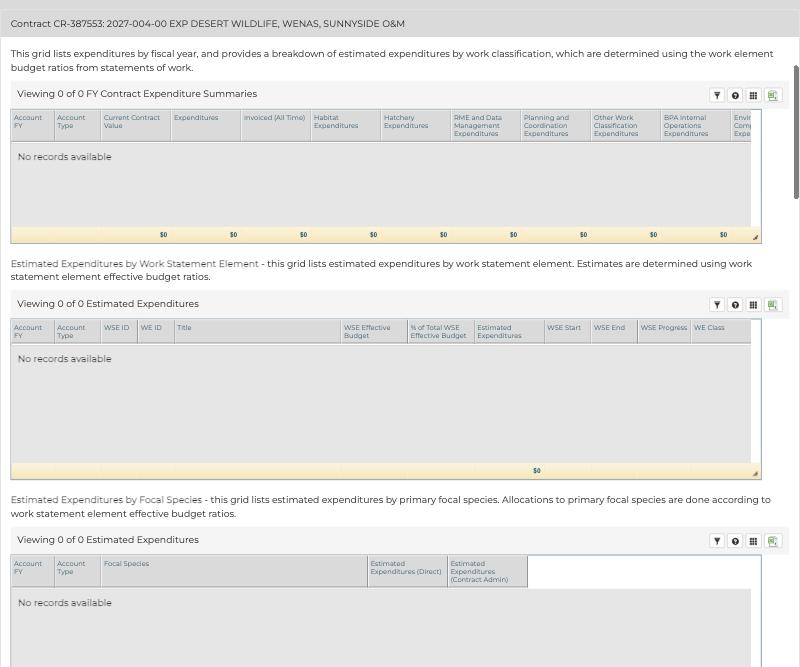 Contract CR-387553: 2027-004-00 EXP DESERT WILDLIFE, WENAS, SUNNYSIDE O&M
This grid lists expenditures by fiscal year, and provides a breakdown of estimated expenditures by work classification, which are determined using the work element
budget ratios from statements of work.
Viewing 0 of 0 FY Contract Expenditure Summaries
Account FY
Account Type
Current Contract Value
Expenditures
Invoiced (All Time)
Habitat Expenditures
Hatchery Expenditures
RME and Data Management Expenditures
Planning and Coordination Expenditures
Other Work Classification Expenditures
BPA Internal Operations Expenditures
Envir Comp Expe
No records available
$0 $0 $0 $0 $0 $0 $0 $0 $0
Estimated Expenditures by Work Statement Element - this grid lists estimated expenditures by work statement element. Estimates are determined using work
statement element effective budget ratios.
Viewing 0 of 0 Estimated Expenditures
Account FY
Account Type
WSE ID
WE ID
Title
WSE Effective Budget
% of Total WSE Effective Budget
Estimated Expenditures
WSE Start
WSE End
WSE Progress
WE Class
No records available
$0
Estimated Expenditures by Focal Species - this grid lists estimated expenditures by primary focal species. Allocations to primary focal species are done according to
work statement element effective budget ratios.
Viewing 0 of 0 Estimated Expenditures
Account FY
Account Type
Focal Species
Estimated Expenditures (Direct)
Estimated Expenditures (Contract Admin)
No records available